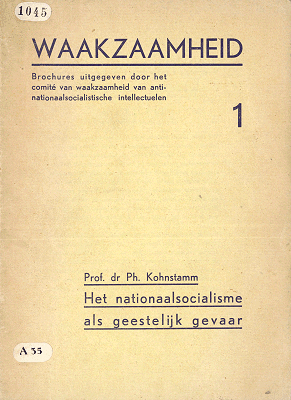 1045
WAAKZAAMHEID
Brochures uitgegeven door het
comité van waakzaamheid van anti-
nationaalsocialistische intellectuelen
1
Prof. dr Ph. Kohnstamm
Het nationaalsocialisme
als geestelijk gevaar
A 35